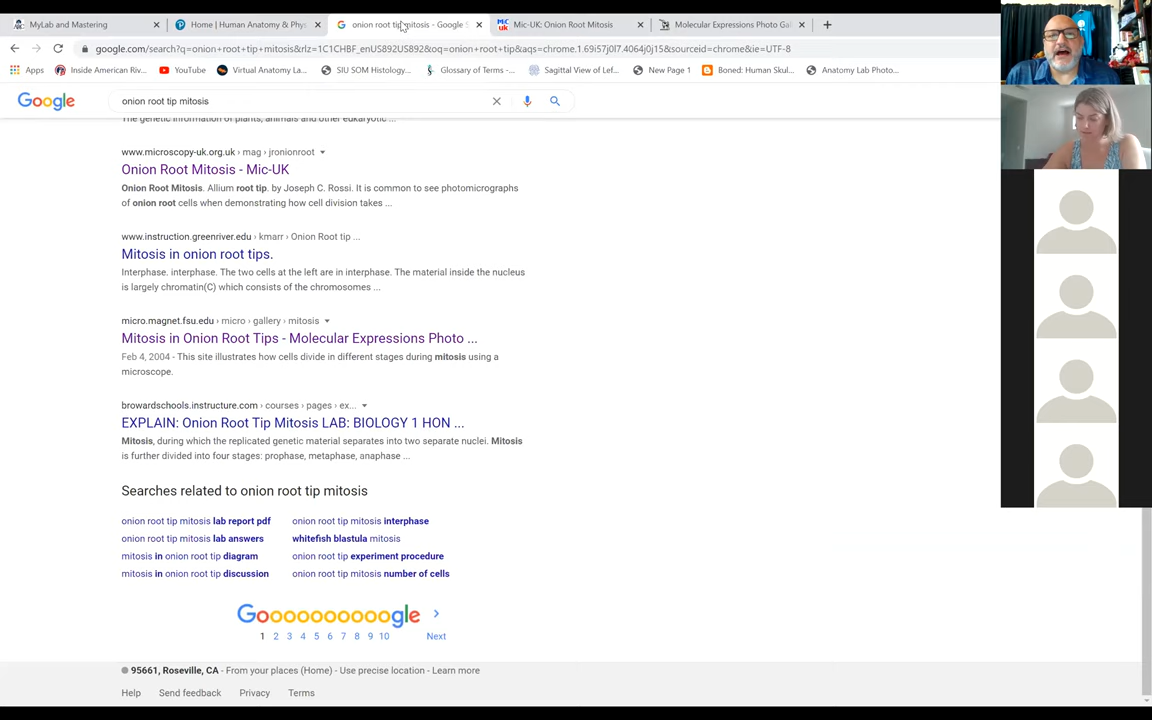 MyLab and Mastering
Home | Human Anatomy & Phys
onion root tip mitosis - Google S
Mic-UK: Onion Root Mitosis
Molecular Expressions Photo Gal
google.com/search?q=onion+root+tip+mitosis&rlz=1C1CHBF_enUS892US892&oq=onion+root+tip&aqs=chrome.1.69i57j0l7.4064j0j15&sourceid=chrome&ie=UTF-8
Apps
Inside American Riv...
YouTube
Virtual Anatomy La...
SIU SOM Histology...
Glossary of Terms -...
Sagittal View of Lef...
New Page 1
Boned: Human Skul...
Anatomy Lab Photo...
Google
onion root tip mitosis
The genetic information of plants, animals and other eukaryotic ...
www.microscopy-uk.org.uk › mag › jronionroot
Onion Root Mitosis - Mic-UK
Onion Root Mitosis. Allium root tip. by Joseph C. Rossi. It is common to see photomicrographs
of onion root cells when demonstrating how cell division takes ...
www.instruction.greenriver.edu › kmarr › Onion Root tip ...
Mitosis in onion root tips.
Interphase. interphase. The two cells at the left are in interphase. The material inside the nucleus
is largely chromatin(C) which consists of the chromosomes ...
micro.magnet.fsu.edu › micro › gallery › mitosis
Mitosis in Onion Root Tips - Molecular Expressions Photo ...
Feb 4, 2004 - This site illustrates how cells divide in different stages during mitosis using a
microscope.
browardschools.instructure.com › courses › pages › ex...
EXPLAIN: Onion Root Tip Mitosis LAB: BIOLOGY 1 HON ...
Mitosis, during which the replicated genetic material separates into two separate nuclei. Mitosis
is further divided into four stages: prophase, metaphase, anaphase ...
Searches related to onion root tip mitosis
onion root tip mitosis lab report pdf
onion root tip mitosis interphase
onion root tip mitosis lab answers
whitefish blastula mitosis
mitosis in onion root tip diagram
onion root tip experiment procedure
mitosis in onion root tip discussion
onion root tip mitosis number of cells
Goooooooooogle
1 2 3 4 5 6 7 8 9 10 Next
95661, Roseville, CA - From your places (Home) - Use precise location - Learn more
Help Send feedback Privacy Terms